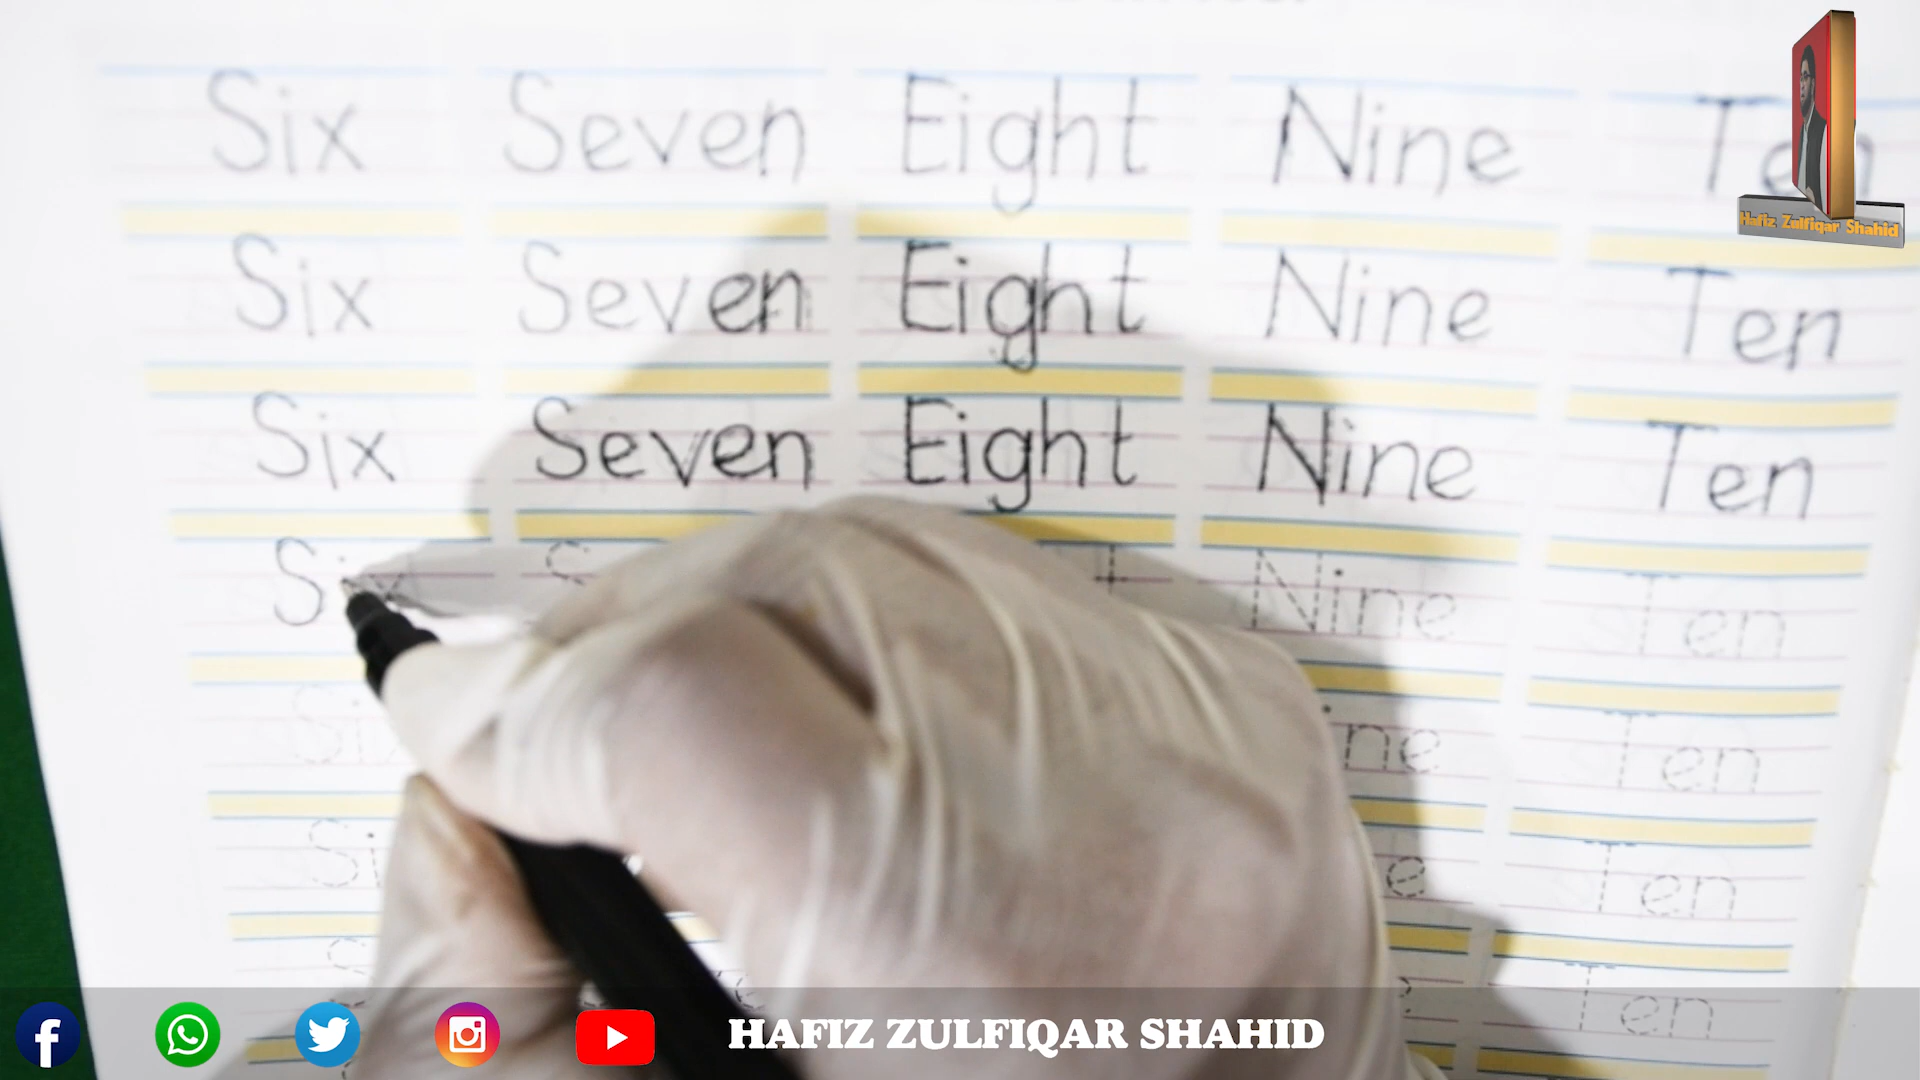 Six Seven Eight Nine Ten
Hafiz Zulfiqar Shahid
Six Seven Eight Nine Ten
Six Seven Eight Nine Ten
Six Nine Ten
Ten
Ten
Ten
HAFIZ ZULFIQAR SHAHID